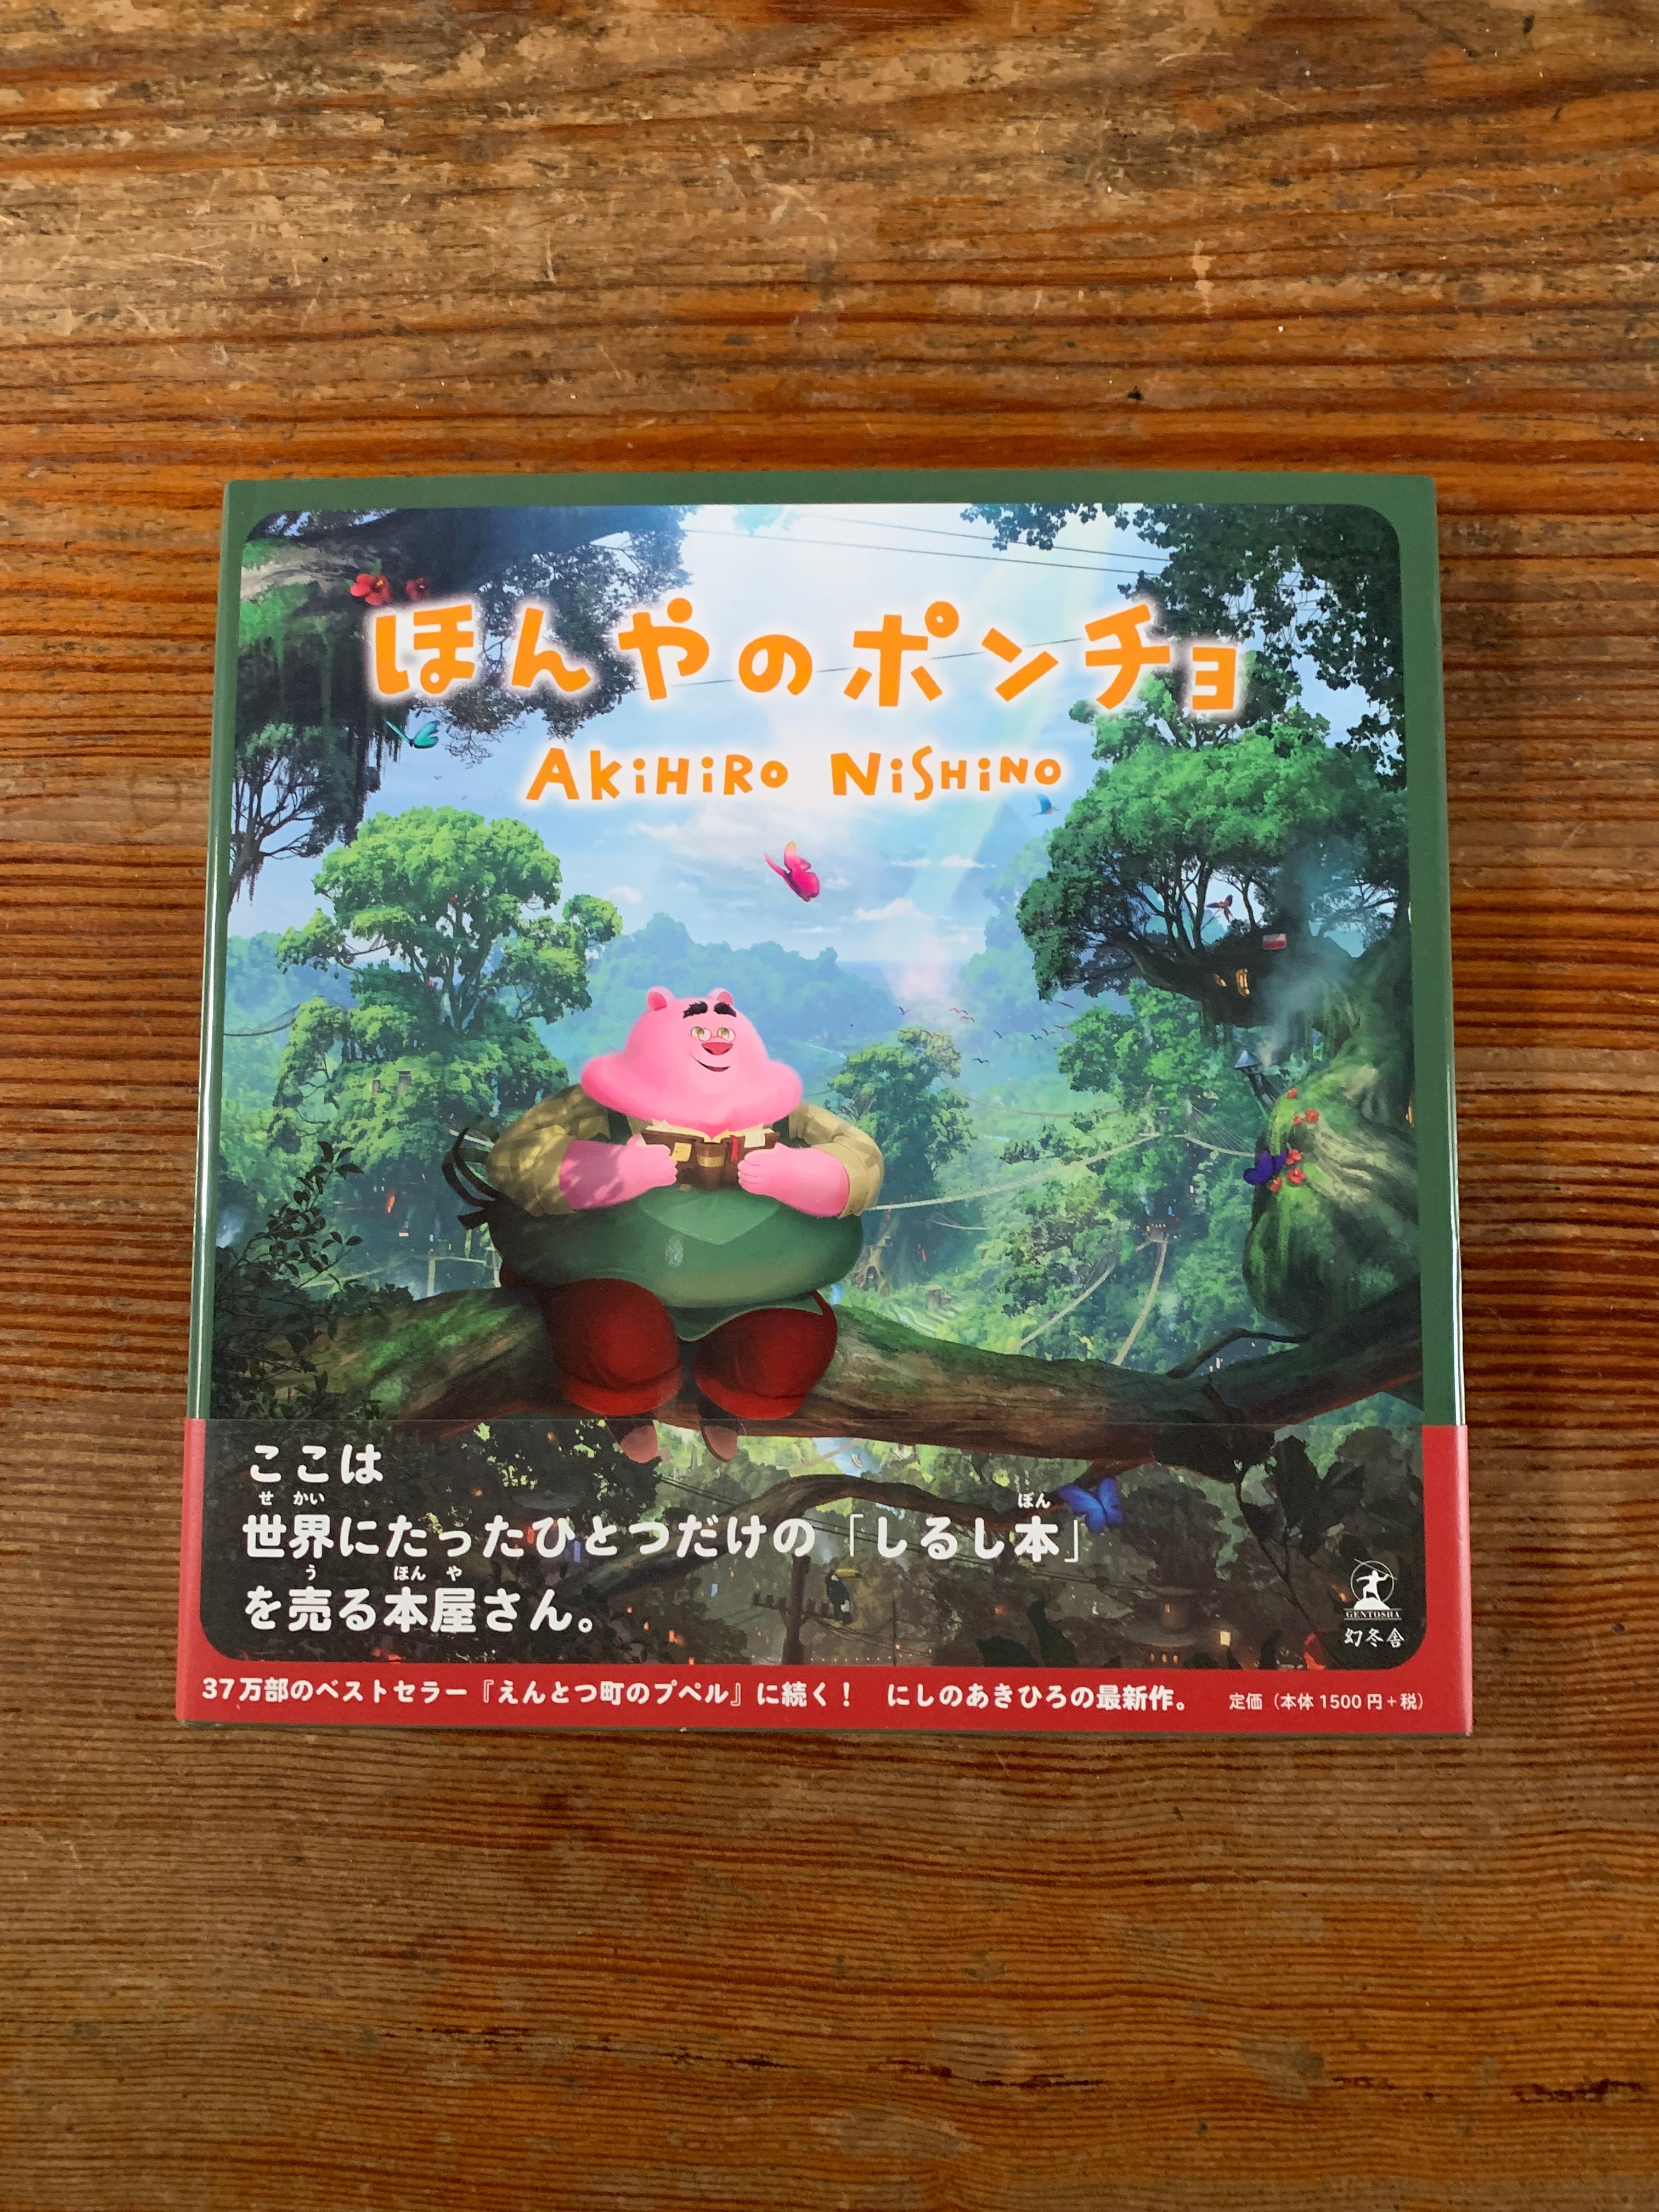 ほんやのポンチョ
AKiHiRO NiSHiNO
ここは
せ かい
ぼん
世界にたったひとつだけの「しるし本」
う ほん や
を売る本屋さん。
GENTOSHA
幻冬舎
37万部のベストセラー『えんとつ町のプペル』に続く！ にしのあきひろの最新作。 定価（本体1500円+税）